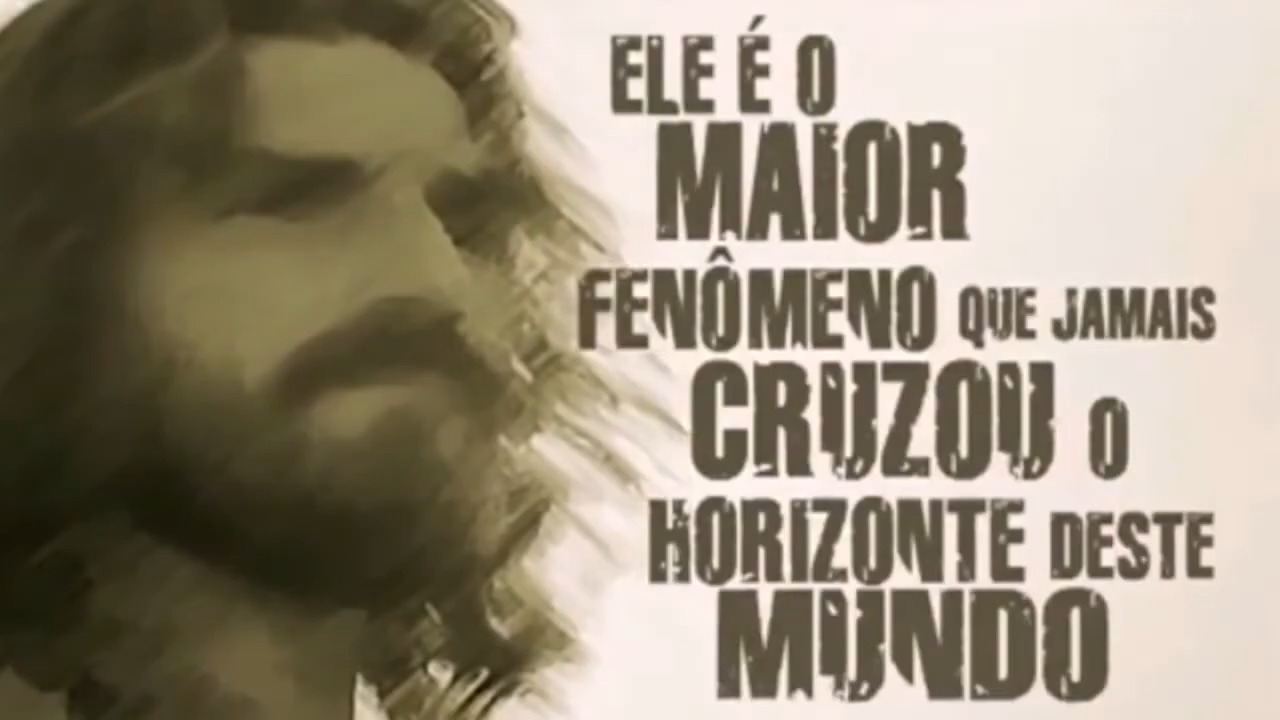 ELE É O
MAIOR
FENÔMENO QUE JAMAIS
CRUZOU O
HORIZONTE DESTE
MUNDO